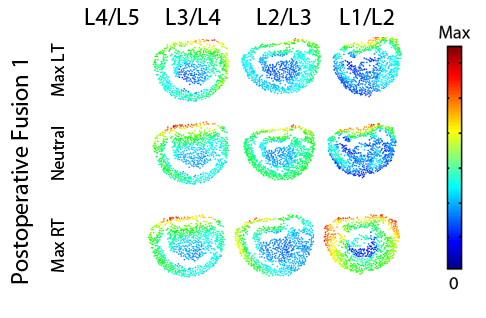 L4/L5 L3/L4 L2/L3 L1/L2
Max
Postoperative Fusion 1
Max LT
Neutral
Max RT
0